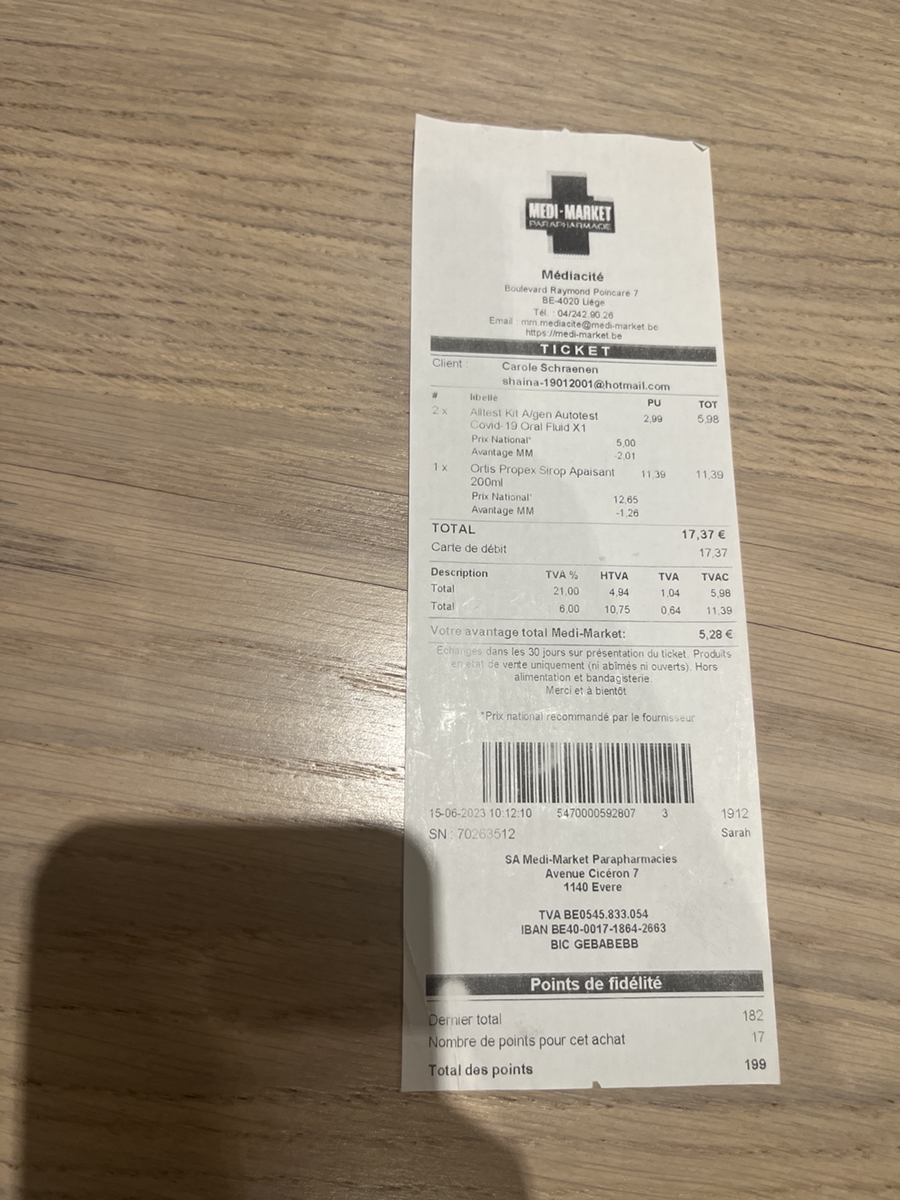 MEDI-MARKET
PARAPHARMACIE
Médiacité
Boulevard Raymond Poincare 7
BE-4020 Liège
Tél. : 04/242.90.26
Email : mm.mediacite@medi-market.be
https://medi-market.be
TICKET
Client : Carole Schraenen
shaina-19012001@hotmail.com
# libellé PU TOT
2 x Alltest Kit A/gen Autotest 2,99 5,98
Covid-19 Oral Fluid X1
Prix National* 5,00
Avantage MM -2,01
1 x Ortis Propex Sirop Apaisant 11,39 11,39
200ml
Prix National* 12,65
Avantage MM -1,26
TOTAL 17,37 €
Carte de débit 17,37
Description TVA % HTVA TVA TVAC
Total 21,00 4,94 1,04 5,98
Total 6,00 10,75 0,64 11,39
Votre avantage total Medi-Market: 5,28 €
Echanges dans les 30 jours sur présentation du ticket. Produits
en état de vente uniquement (ni abîmés ni ouverts). Hors
alimentation et bandagisterie.
Merci et à bientôt
*Prix national recommandé par le fournisseur
15-06-2023 10:12:10 5470000592807 3 1912
SN : 70263512 Sarah
SA Medi-Market Parapharmacies
Avenue Cicéron 7
1140 Evere
TVA BE0545.833.054
IBAN BE40-0017-1864-2663
BIC GEBABEBB
Points de fidélité
Dernier total 182
Nombre de points pour cet achat 17
Total des points 199